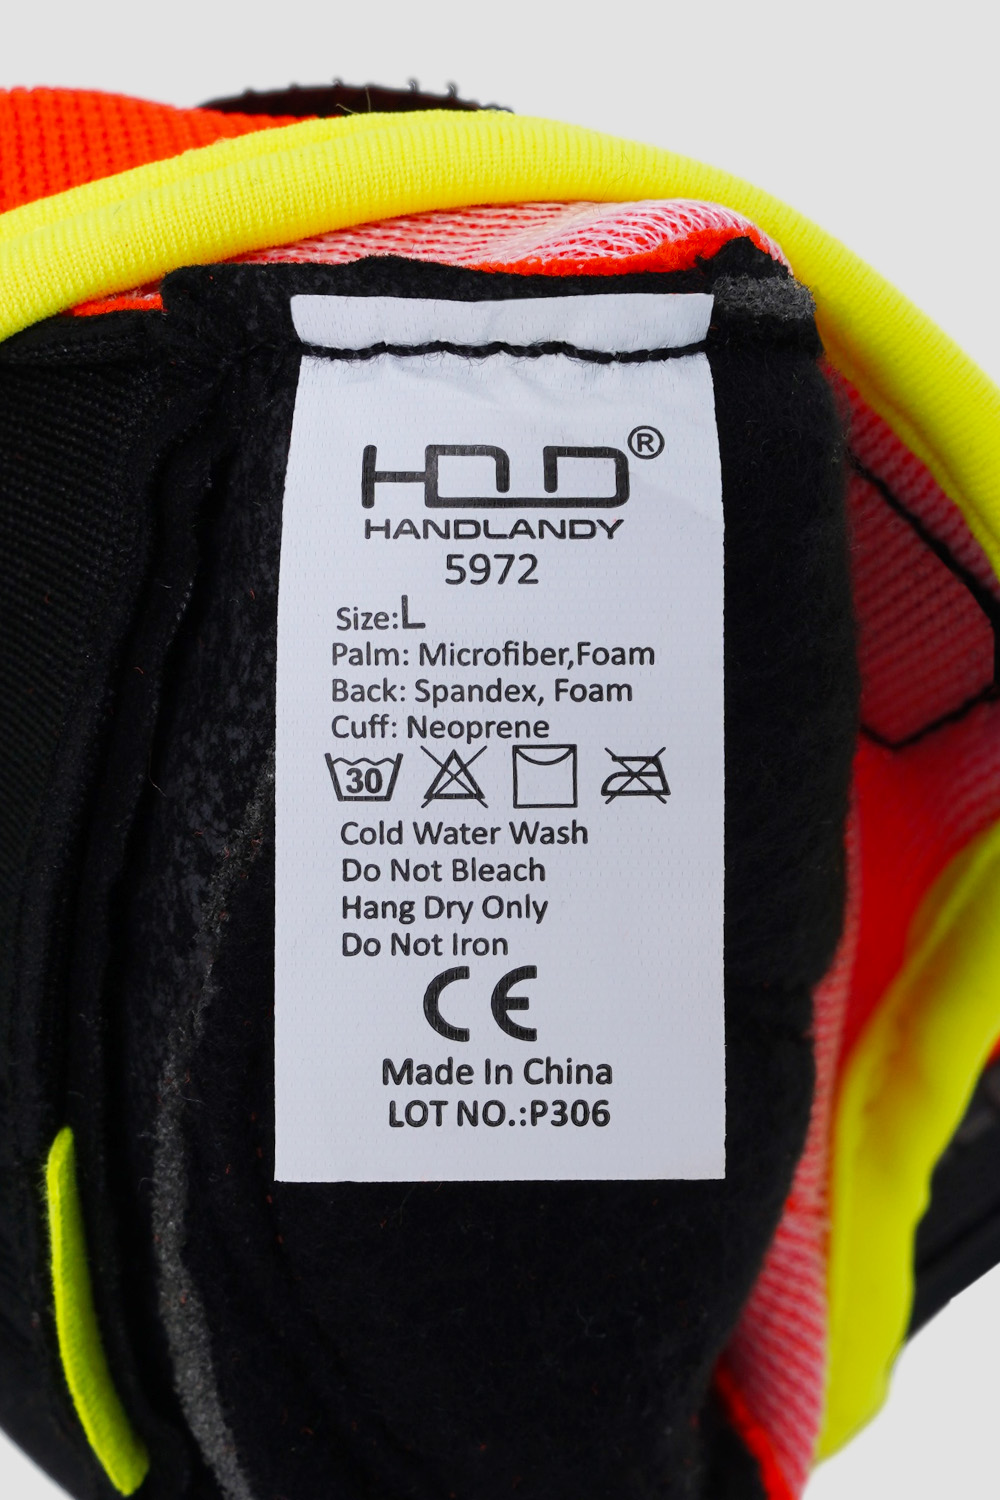 HDLD®
HANDLANDY
5972
Size:L
Palm: Microfiber,Foam
Back: Spandex, Foam
Cuff: Neoprene
30
Cold Water Wash
Do Not Bleach
Hang Dry Only
Do Not Iron
CE
Made In China
LOT NO.:P306